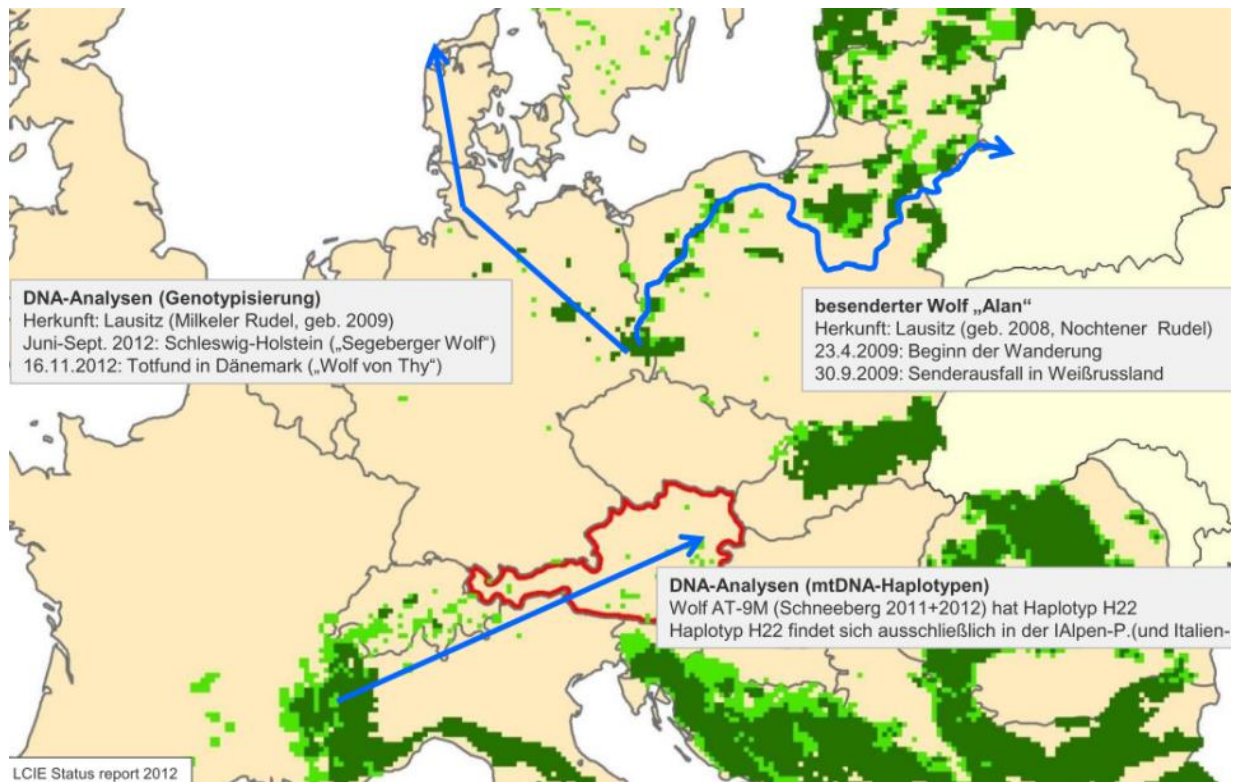 DNA-Analysen (Genotypisierung)
Herkunft: Lausitz (Milkeler Rudel, geb. 2009)
Juni-Sept. 2012: Schleswig-Holstein („Segeberger Wolf“)
16.11.2012: Totfund in Dänemark („Wolf von Thy“)
besenderter Wolf „Alan“
Herkunft: Lausitz (geb. 2008, Nochtener Rudel)
23.4.2009: Beginn der Wanderung
30.9.2009: Senderausfall in Weißrussland
DNA-Analysen (mtDNA-Haplotypen)
Wolf AT-9M (Schneeberg 2011+2012) hat Haplotyp H22
Haplotyp H22 findet sich ausschließlich in der IAlpen-P.(und Italien-
LCIE Status report 2012